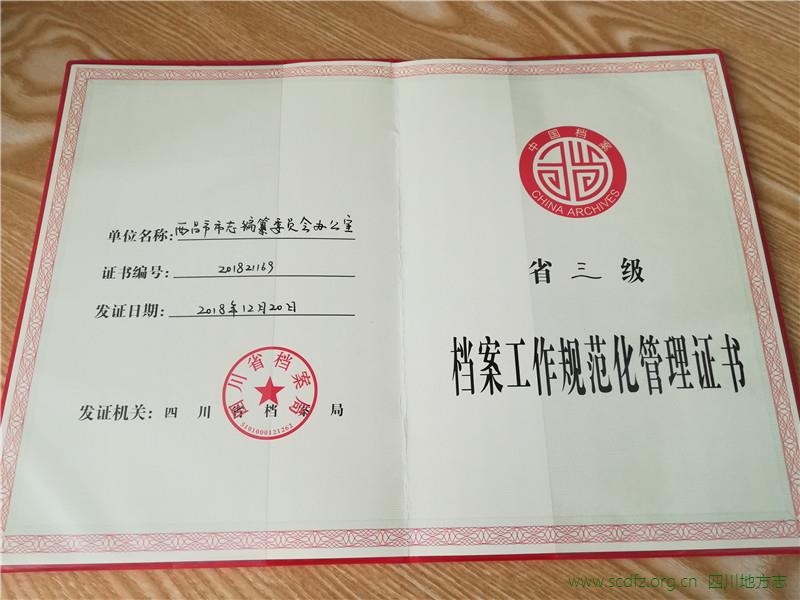 单位名称:西昌市市志编纂委员会办公室
证书编号:201821169
发证日期:2018年12月20日
发证机关:四川省档案局
四川省档案局
5101000121262
中国档案
CHINA ARCHIVES
省三级
档案工作规范化管理证书
www.scdfz.org.cn 四川地方志